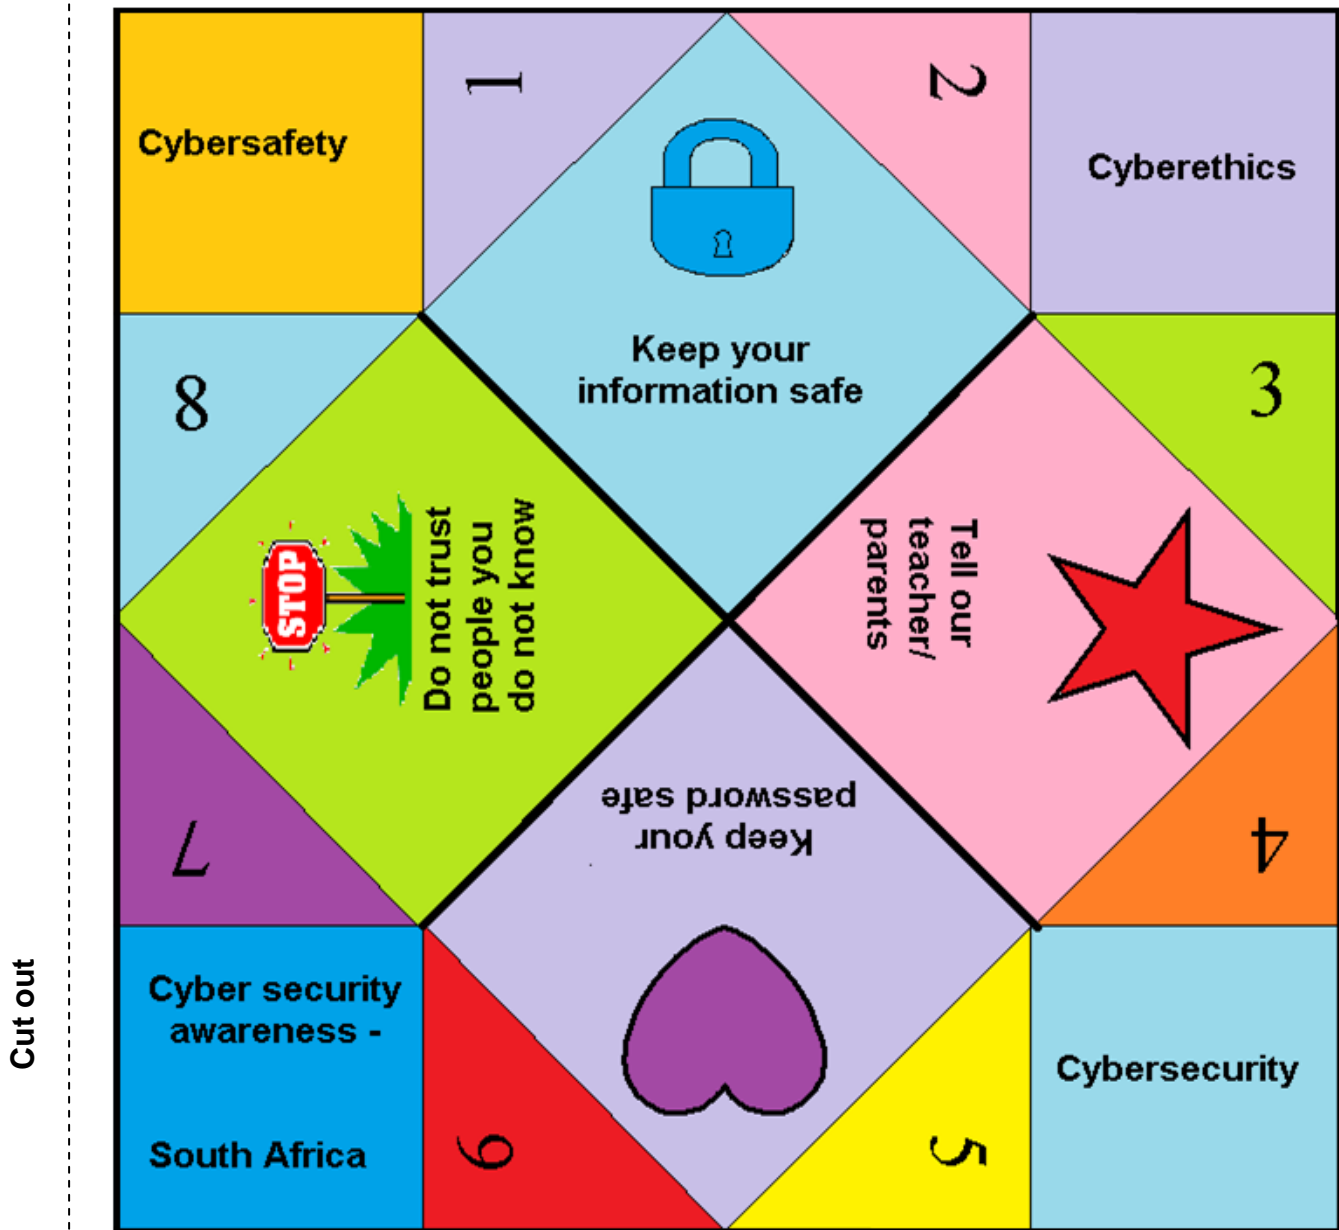 Cybersafety
1
2
Cyberethics
Keep your
information safe
8
3
STOP
Do not trust
people you
do not know
Tell our
teacher/
parents
7
Keep your
password safe
4
Cyber security
awareness -
South Africa
6
5
Cybersecurity
Cut out